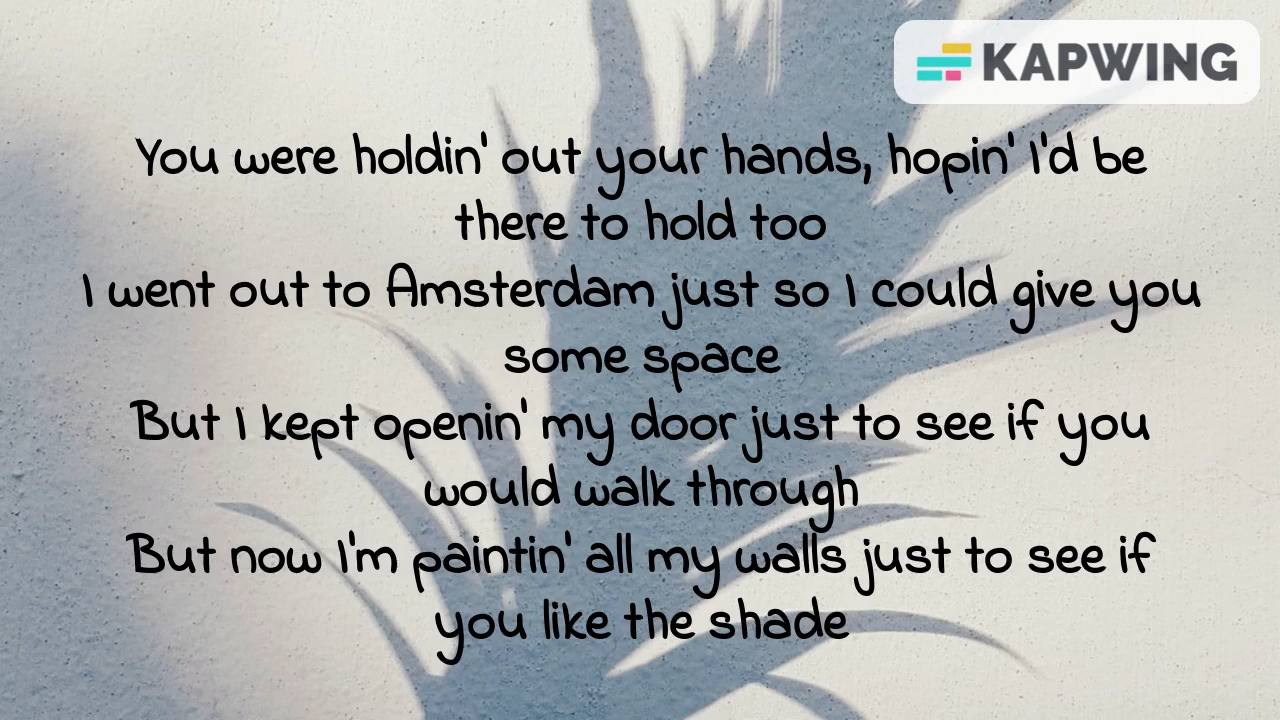 KAPWING
You were holdin' out your hands, hopin' I'd be
there to hold too
I went out to Amsterdam just so I could give you
some space
But I kept openin' my door just to see if you
would walk through
But now I'm paintin' all my walls just to see if
you like the shade